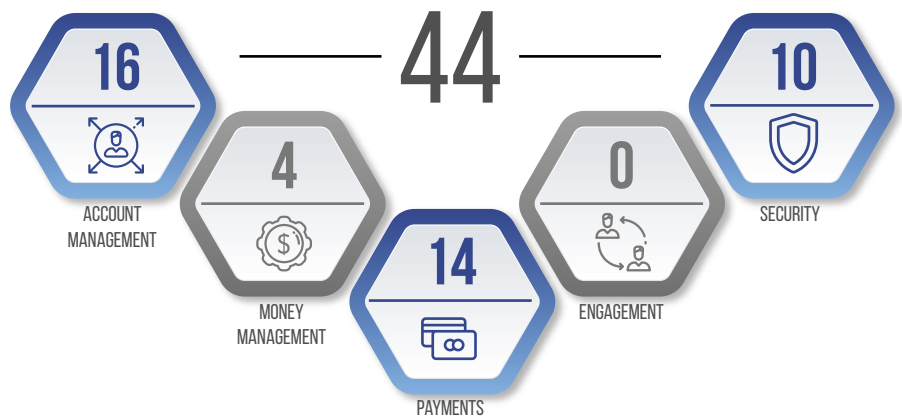 44
16
ACCOUNT
MANAGEMENT
4
$
MONEY
MANAGEMENT
14
PAYMENTS
0
ENGAGEMENT
10
SECURITY